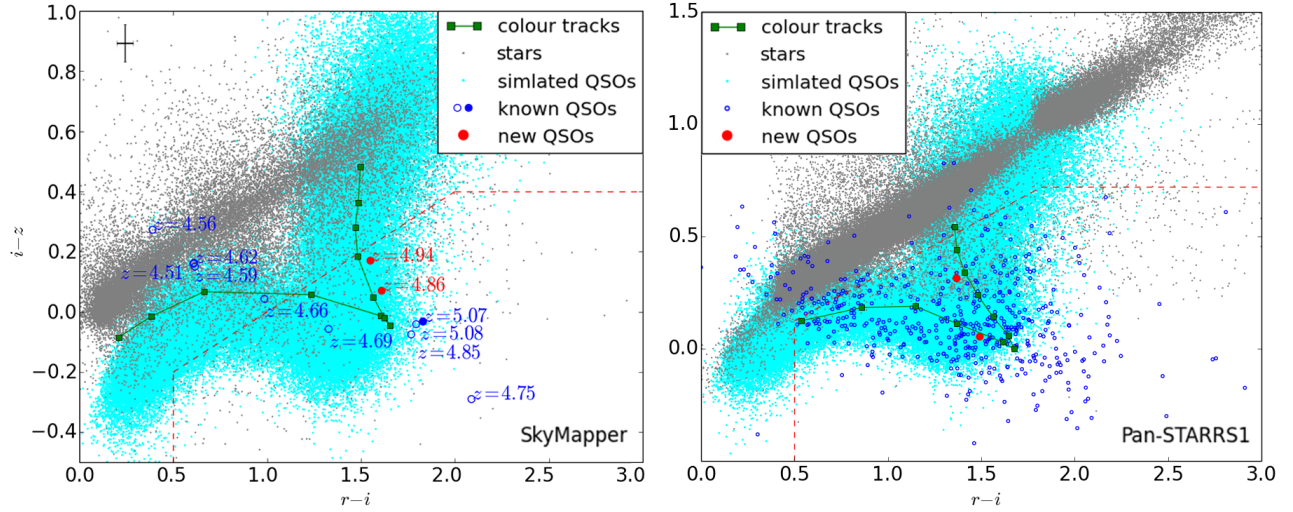 1.0
0.8
0.6
0.4
0.2
0.0
−0.2
−0.4
i−z
0.0 0.5 1.0 1.5 2.0 2.5 3.0
r−i
colour tracks
stars
simlated QSOs
known QSOs
new QSOs
z=4.56
z=4.62
z=4.51
z=4.59
z=4.94
z=4.86
z=4.66
z=5.07
z=4.69
z=5.08
z=4.85
z=4.75
SkyMapper
1.5
1.0
0.5
0.0
0.0 0.5 1.0 1.5 2.0 2.5 3.0
r−i
colour tracks
stars
simlated QSOs
known QSOs
new QSOs
Pan-STARRS1